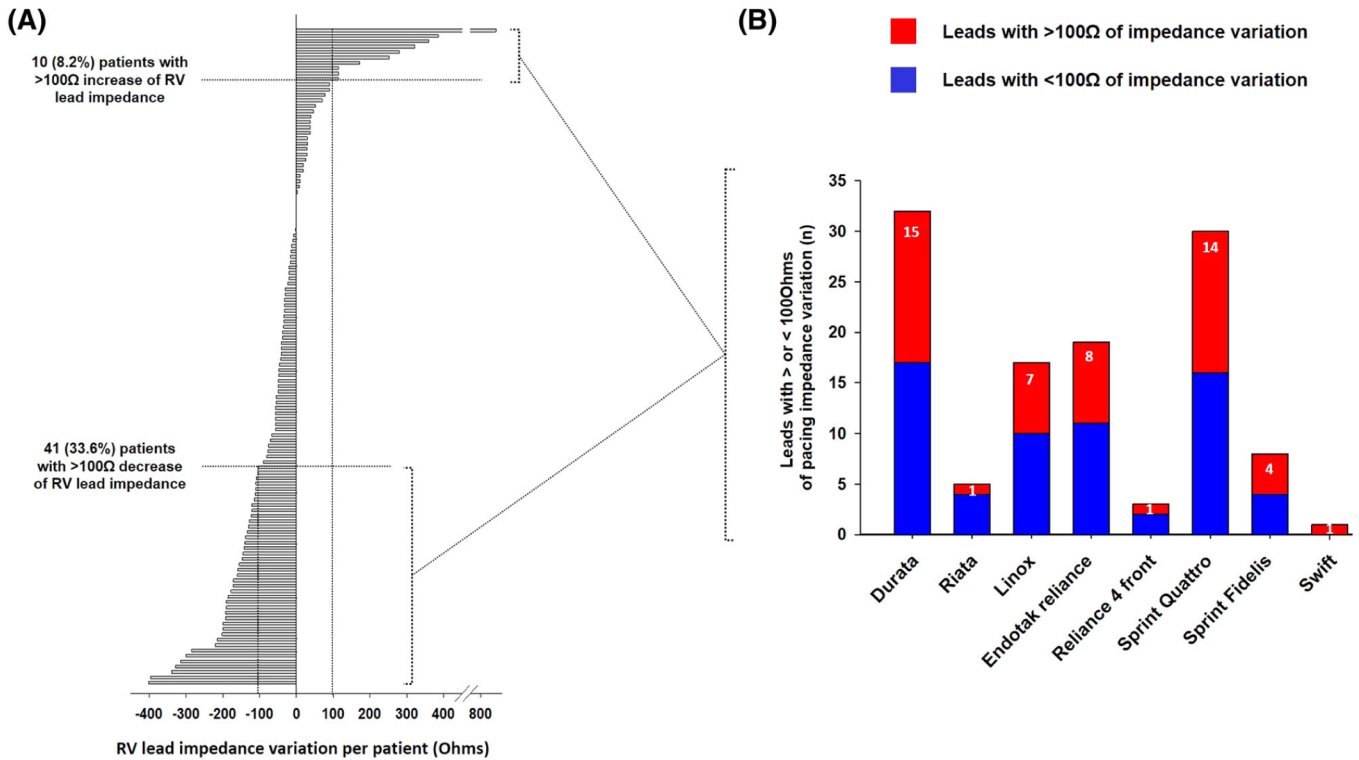 (A)
10 (8.2%) patients with
>100Ω increase of RV
lead impedance
41 (33.6%) patients
with >100Ω decrease
of RV lead impedance
-400 -300 -200 -100 0 100 200 300 400 800
RV lead impedance variation per patient (Ohms)
(B)
Leads with >100Ω of impedance variation
Leads with <100Ω of impedance variation
Leads with > or < 100Ohms
of pacing impedance variation (n)
35
30
25
20
15
10
5
0
15
1
7
8
1
14
4
1
Durata
Riata
Linox
Endotak reliance
Reliance 4 front
Sprint Quattro
Sprint Fidelis
Swift